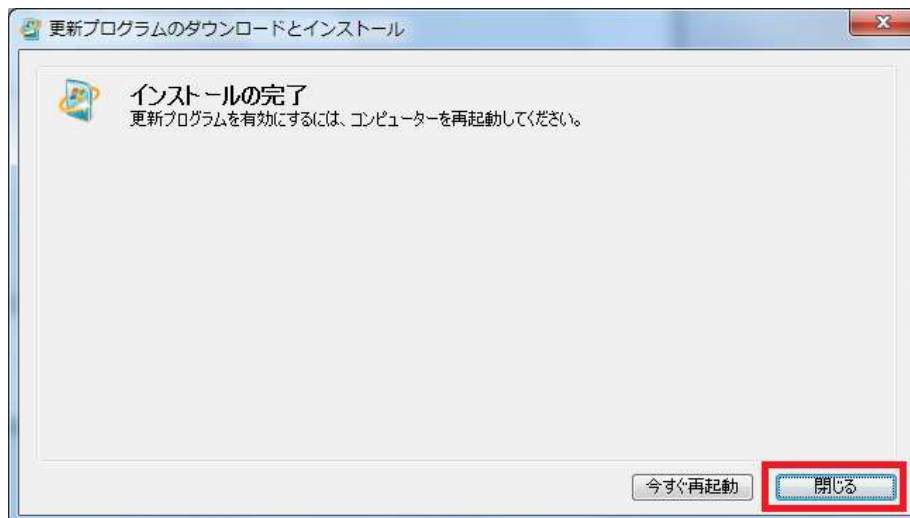 更新プログラムのダウンロードとインストール
インストールの完了
更新プログラムを有効にするには、コンピューターを再起動してください。
今すぐ再起動
閉じる